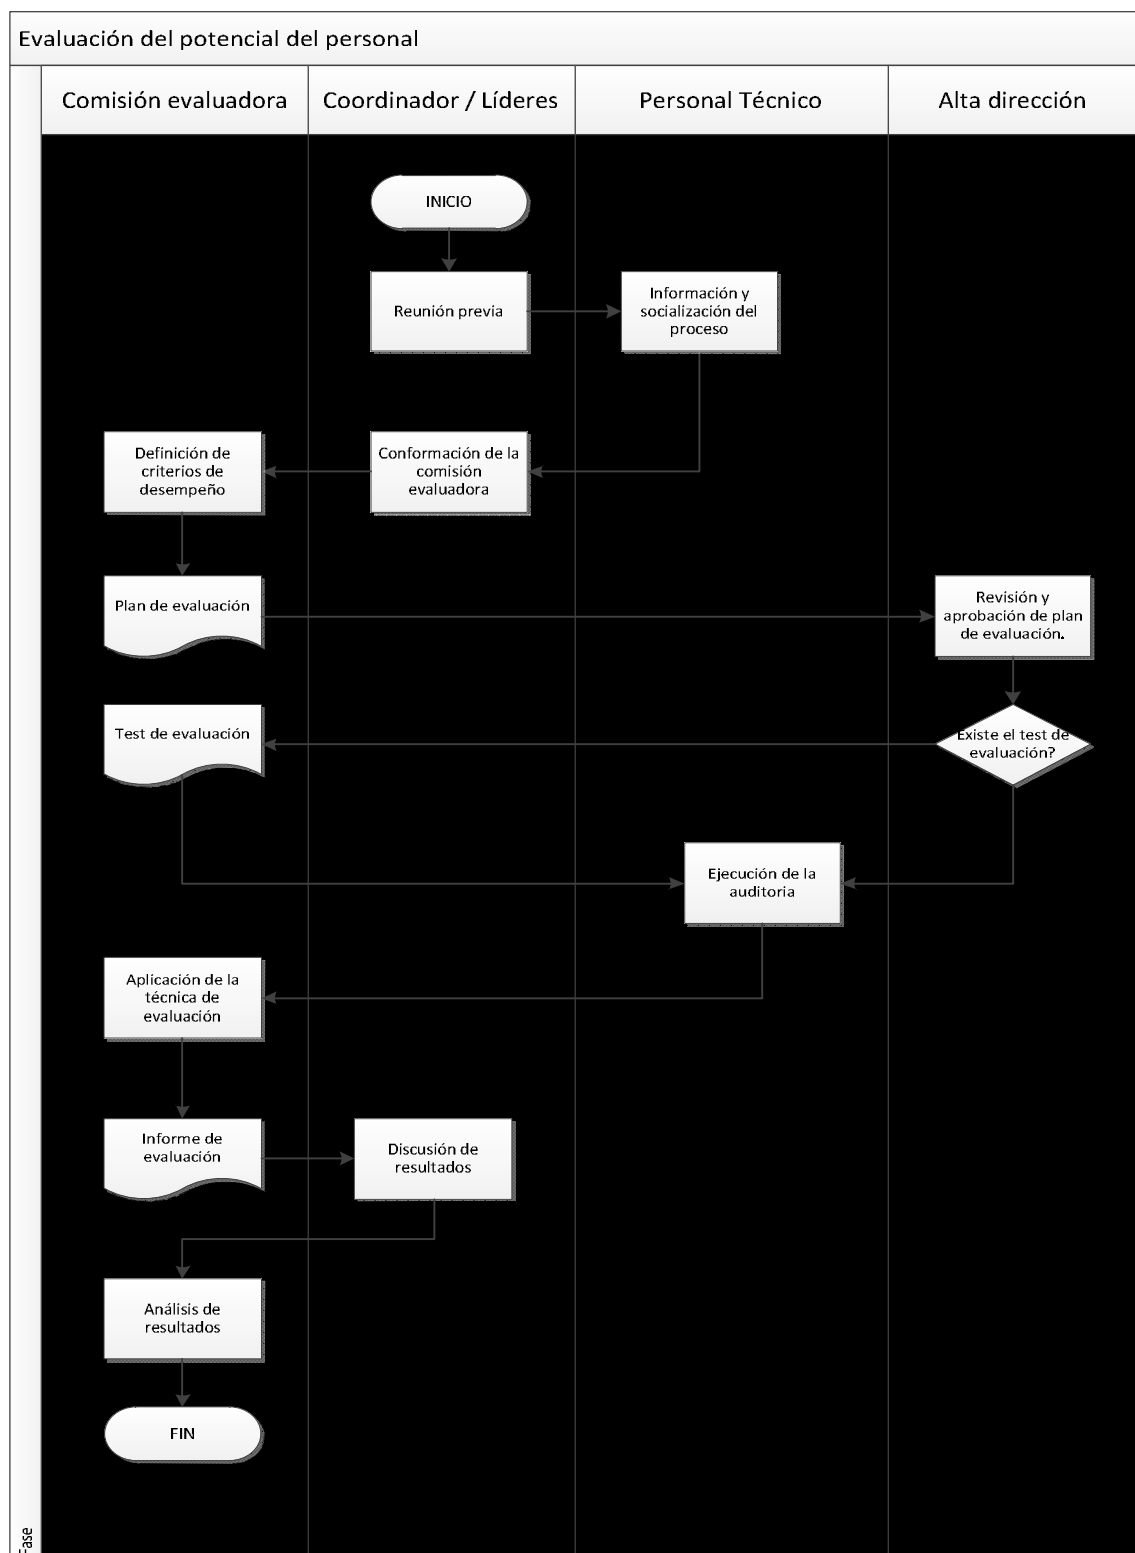 Evaluación del potencial del personal
Comisión evaluadora
Coordinador / Líderes
Personal Técnico
Alta dirección
INICIO
Reunión previa
Información y
socialización del
proceso
Definición de
criterios de
desempeño
Conformación de la
comisión
evaluadora
Plan de evaluación
Revisión y
aprobación de plan
de evaluación.
Test de evaluación
Existe el test de
evaluación?
Ejecución de la
auditoria
Aplicación de la
técnica de
evaluación
Informe de
evaluación
Discusión de
resultados
Análisis de
resultados
FIN
Fase